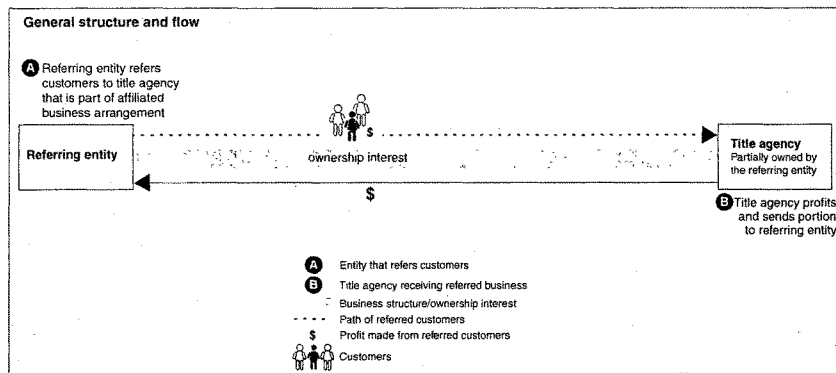 General structure and flow
A Referring entity refers
customers to title agency
that is part of affiliated
business arrangement
$
Referring entity
ownership interest
Title agency
Partially owned by
the referring entity
$
B Title agency profits
and sends portion
to referring entity
A Entity that refers customers
B Title agency receiving referred business
Business structure/ownership interest
Path of referred customers
$ Profit made from referred customers
Customers